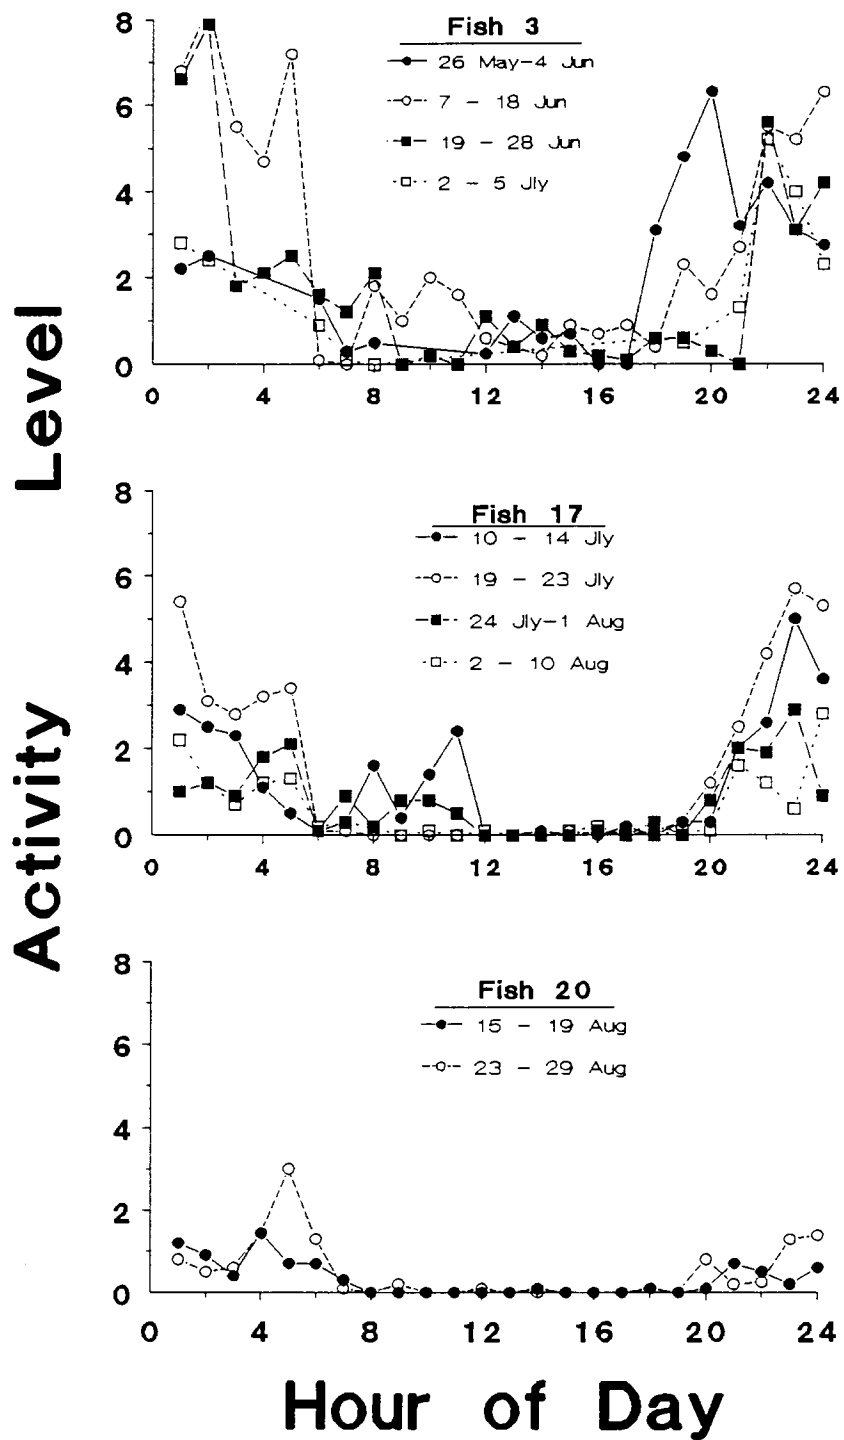 Activity Level
8
6
4
2
0
0 4 8 12 16 20 24
Fish 3
26 May-4 Jun
7 - 18 Jun
19 - 28 Jun
2 - 5 Jly
8
6
4
2
0
0 4 8 12 16 20 24
Fish 17
10 - 14 Jly
19 - 23 Jly
24 Jly-1 Aug
2 - 10 Aug
8
6
4
2
0
0 4 8 12 16 20 24
Fish 20
15 - 19 Aug
23 - 29 Aug
Hour of Day